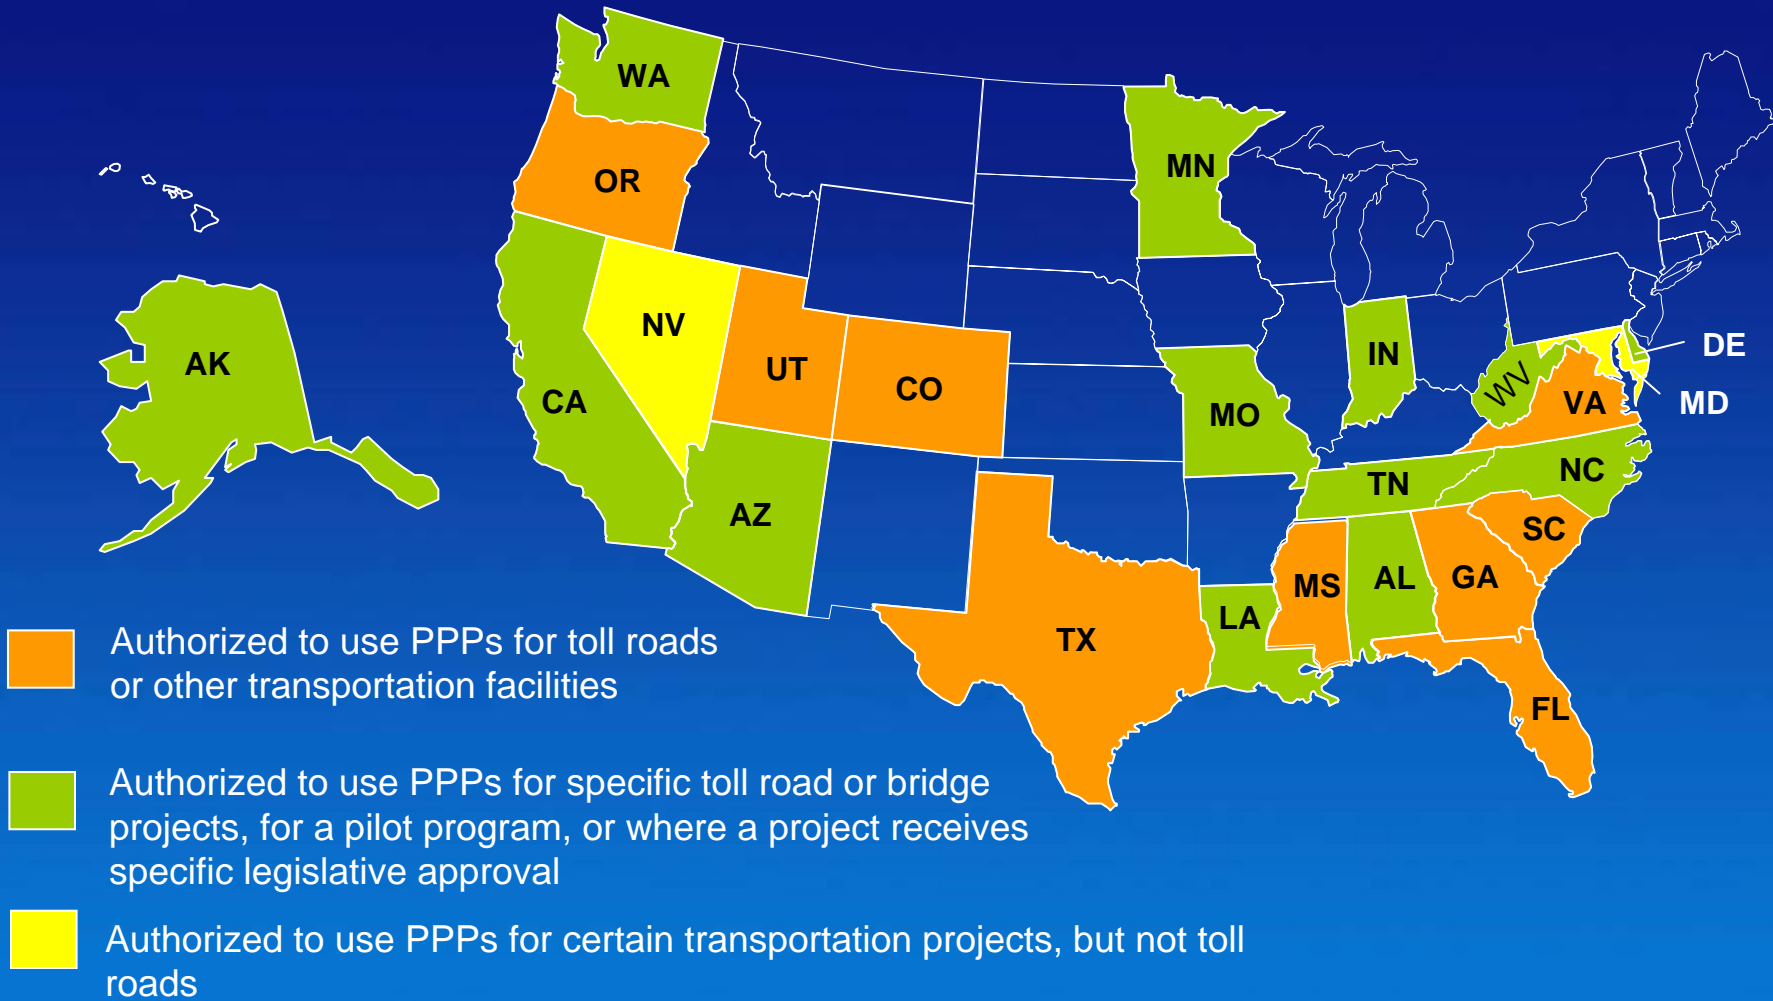 WA
OR
MN
AK
NV
UT
CO
CA
IN
DE
WV
MD
MO
VA
TN
NC
AZ
SC
MS
AL
GA
LA
TX
FL
Authorized to use PPPs for toll roads
or other transportation facilities
Authorized to use PPPs for specific toll road or bridge
projects, for a pilot program, or where a project receives
specific legislative approval
Authorized to use PPPs for certain transportation projects, but not toll
roads